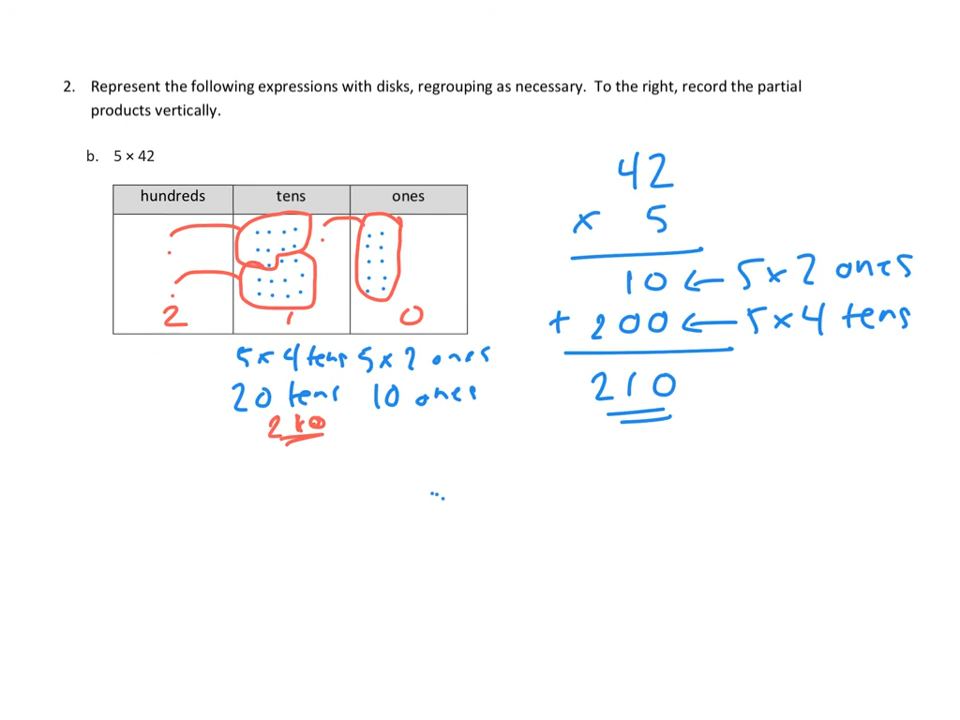 2. Represent the following expressions with disks, regrouping as necessary. To the right, record the partial
products vertically.
b. 5 × 42
hundreds tens ones
2 1 0
5 x 4 tens 5 x 2 ones
20 tens 10 ones
210
42
x 5
10 ← 5 x 2 ones
+ 200 ← 5 x 4 tens
210